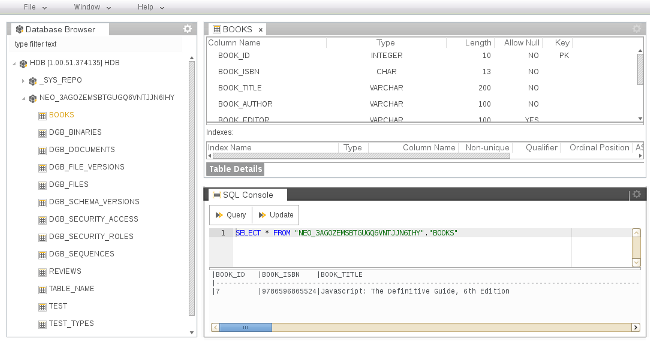 File Window Help
Database Browser
type filter text
HDB [1.00.51.374135] HDB
_SYS_REPO
NEO_3AGOZEMSBTGUGQ6VNTJJN6IHY
BOOKS
DGB_BINARIES
DGB_DOCUMENTS
DGB_FILE_VERSIONS
DGB_FILES
DGB_SCHEMA_VERSIONS
DGB_SECURITY_ACCESS
DGB_SECURITY_ROLES
DGB_SEQUENCES
REVIEWS
TABLE_NAME
TEST
TEST_TYPES
BOOKS x
Column Name Type Length Allow Null Key
BOOK_ID INTEGER 10 NO PK
BOOK_ISBN CHAR 13 NO
BOOK_TITLE VARCHAR 200 NO
BOOK_AUTHOR VARCHAR 100 NO
BOOK_EDITOR VARCHAR 100 YES
Indexes:
Index Name Type Column Name Non-unique Qualifier Ordinal Position AS
Table Details
SQL Console
Query Update
1 SELECT * FROM "NEO_3AGOZEMSBTGUGQ6VNTJJN6IHY"."BOOKS"
|BOOK_ID |BOOK_ISBN |BOOK_TITLE
|7 |9780596805524|JavaScript: The Definitive Guide, 6th Edition